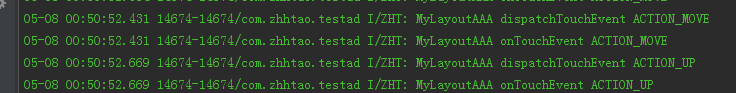 05-08 00:50:52.431 14674-14674/com.zhhtao.testad I/ZHT: MyLayoutAAA dispatchTouchEvent ACTION_MOVE
05-08 00:50:52.431 14674-14674/com.zhhtao.testad I/ZHT: MyLayoutAAA onTouchEvent ACTION_MOVE
05-08 00:50:52.669 14674-14674/com.zhhtao.testad I/ZHT: MyLayoutAAA dispatchTouchEvent ACTION_UP
05-08 00:50:52.669 14674-14674/com.zhhtao.testad I/ZHT: MyLayoutAAA onTouchEvent ACTION_UP